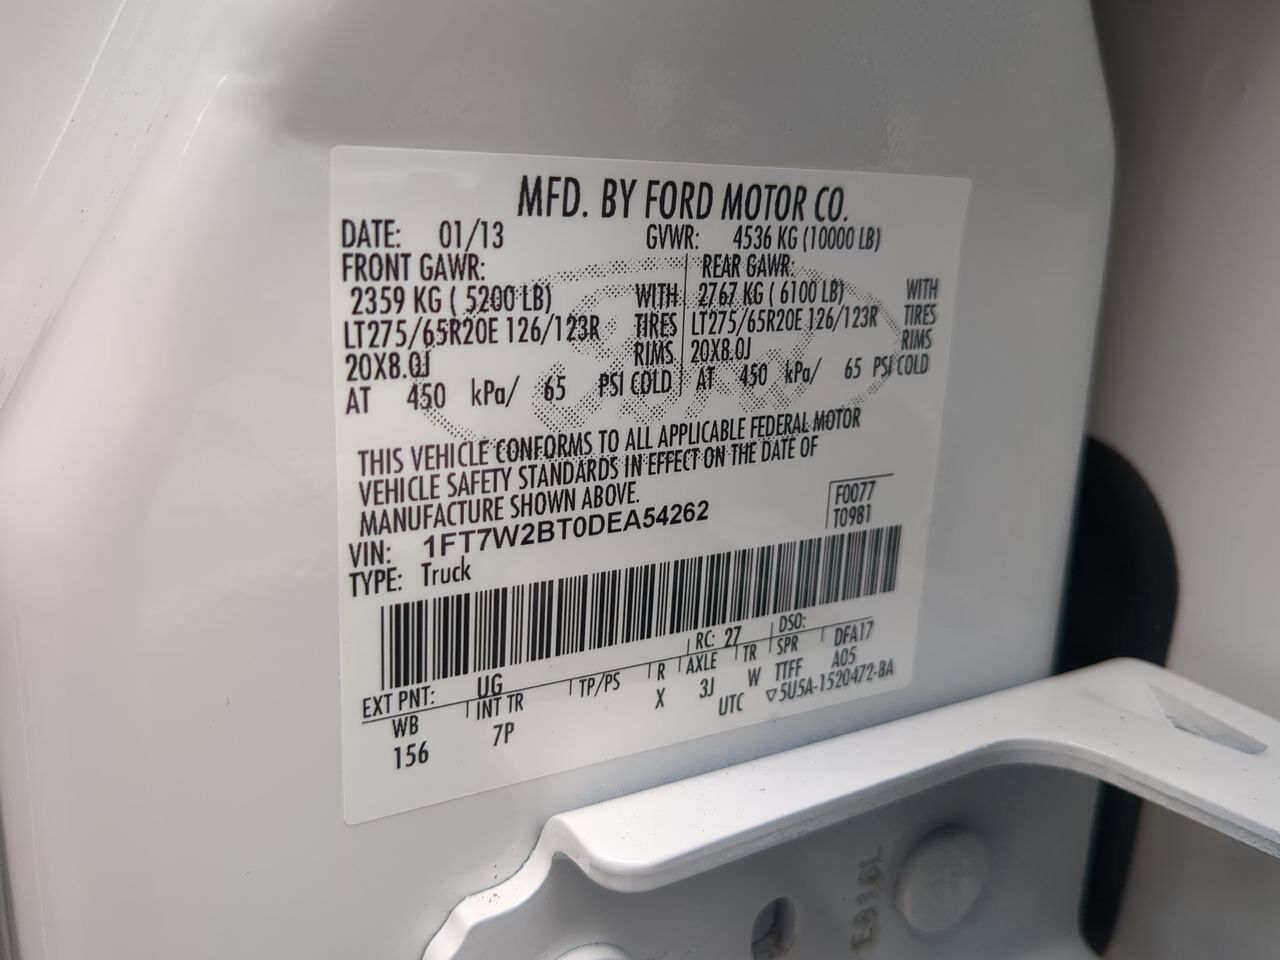 MFD. BY FORD MOTOR CO.
DATE: 01/13 GVWR: 4536 KG (10000 LB)
FRONT GAWR: REAR GAWR:
2359 KG ( 5200 LB) WITH 2767 KG ( 6100 LB) WITH
LT275/65R20E 126/123R TIRES LT275/65R20E 126/123R TIRES
20X8.0J RIMS 20X8.0J RIMS
AT 450 kPa/ 65 PSI COLD AT 450 kPa/ 65 PSI COLD
THIS VEHICLE CONFORMS TO ALL APPLICABLE FEDERAL MOTOR
VEHICLE SAFETY STANDARDS IN EFFECT ON THE DATE OF
MANUFACTURE SHOWN ABOVE.
F0077
VIN: 1FT7W2BT0DEA54262 T0981
TYPE: Truck
EXT PNT: UG RC: 27 DSO:
WB INT TR TP/PS R AXLE TR SPR DFA17
156 7P X 3J W TTFF A05
UTC ▽5U5A-1520472-BA
E818L